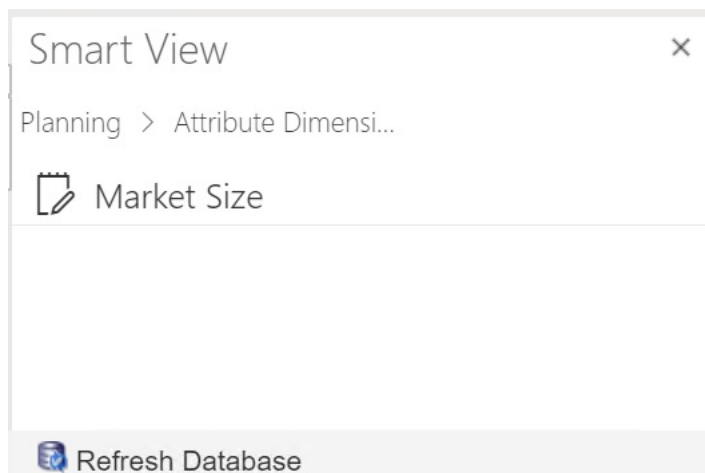 Smart View
Planning > Attribute Dimensi...
Market Size
Refresh Database